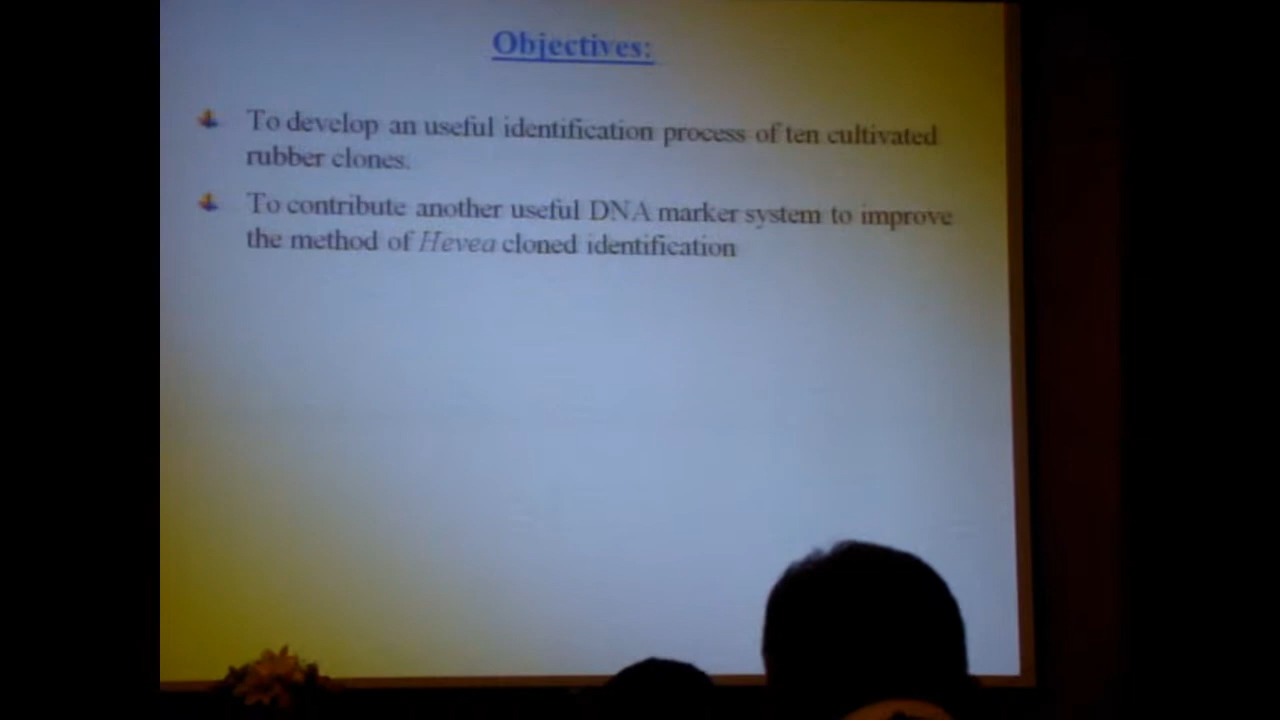 Objectives:
To develop an useful identification process of ten cultivated
rubber clones.
To contribute another useful DNA marker system to improve
the method of Hevea cloned identification